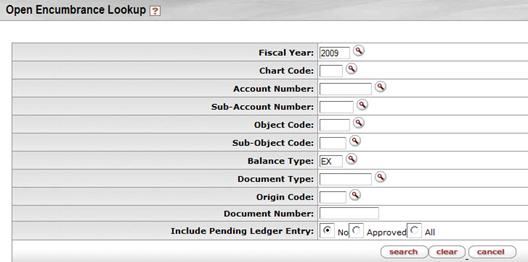 Open Encumbrance Lookup ?
Fiscal Year: 2009
Chart Code:
Account Number:
Sub-Account Number:
Object Code:
Sub-Object Code:
Balance Type: EX
Document Type:
Origin Code:
Document Number:
Include Pending Ledger Entry: No Approved All
search clear cancel